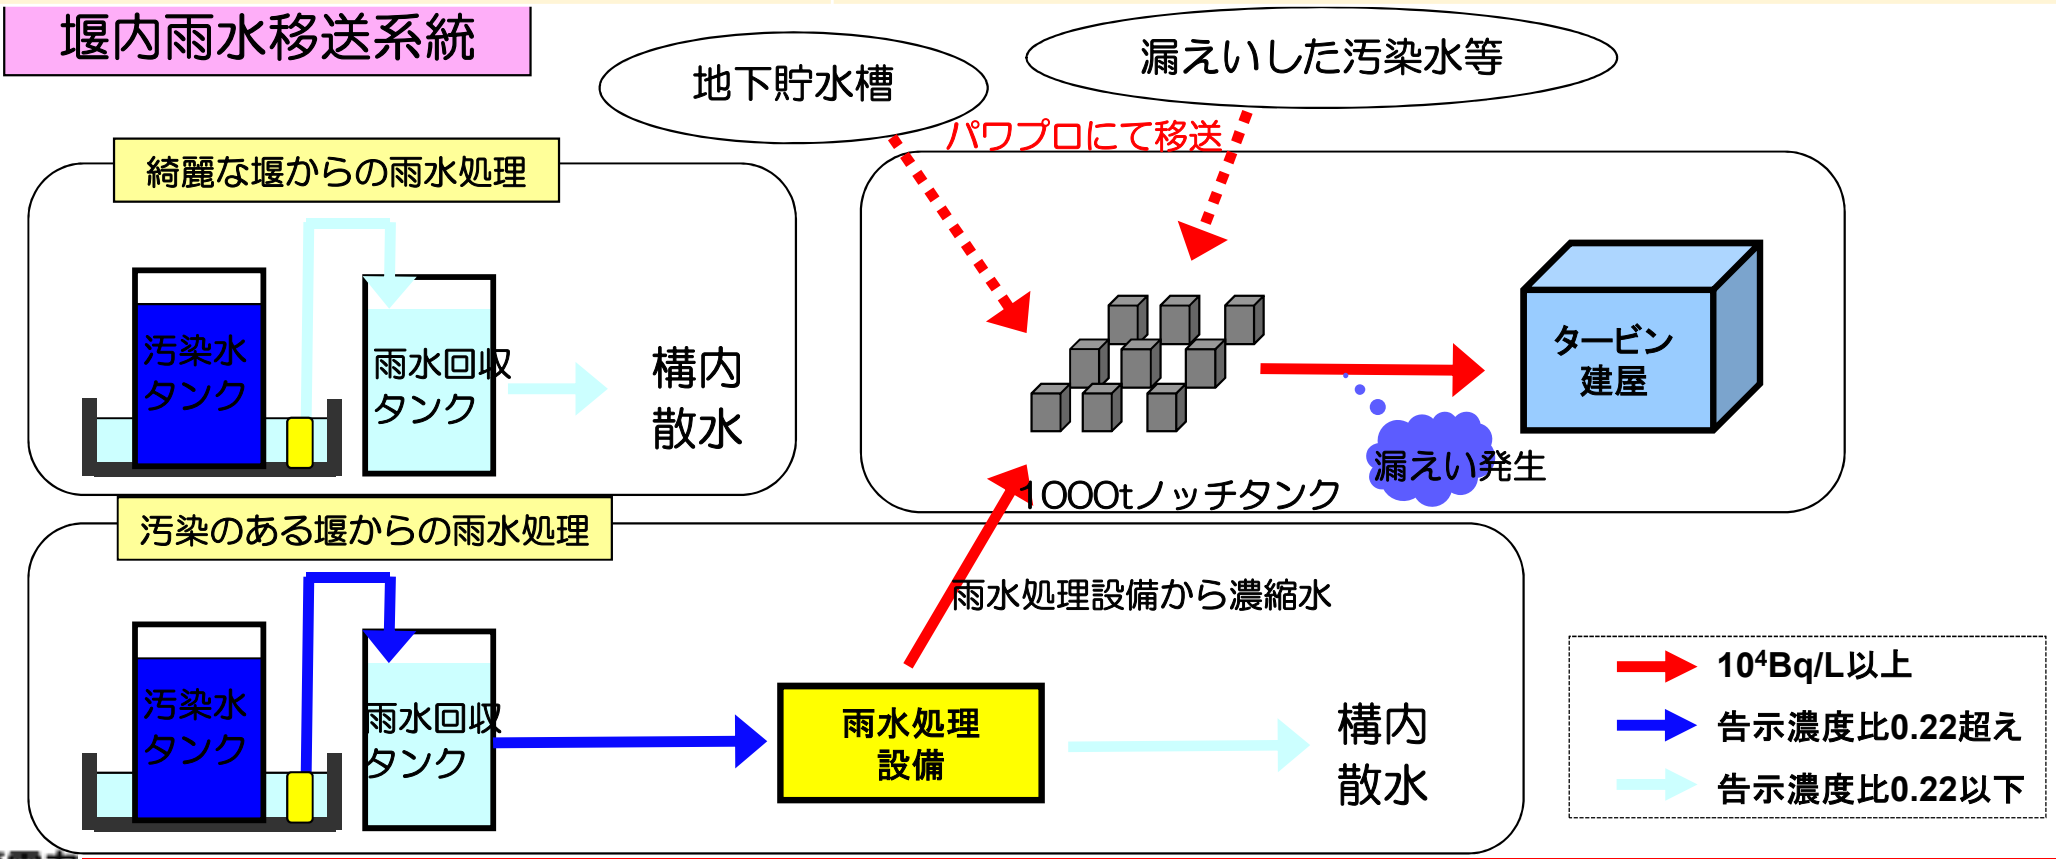 堰内雨水移送系統
地下貯水槽
漏えいした汚染水等
パワプロにて移送
綺麗な堰からの雨水処理
汚染水
タンク
雨水回収
タンク
構内
散水
タービン
建屋
漏えい発生
1000tノッチタンク
汚染のある堰からの雨水処理
雨水処理設備から濃縮水
汚染水
タンク
雨水回収
タンク
雨水処理
設備
構内
散水
10⁴Bq/L以上
告示濃度比0.22超え
告示濃度比0.22以下